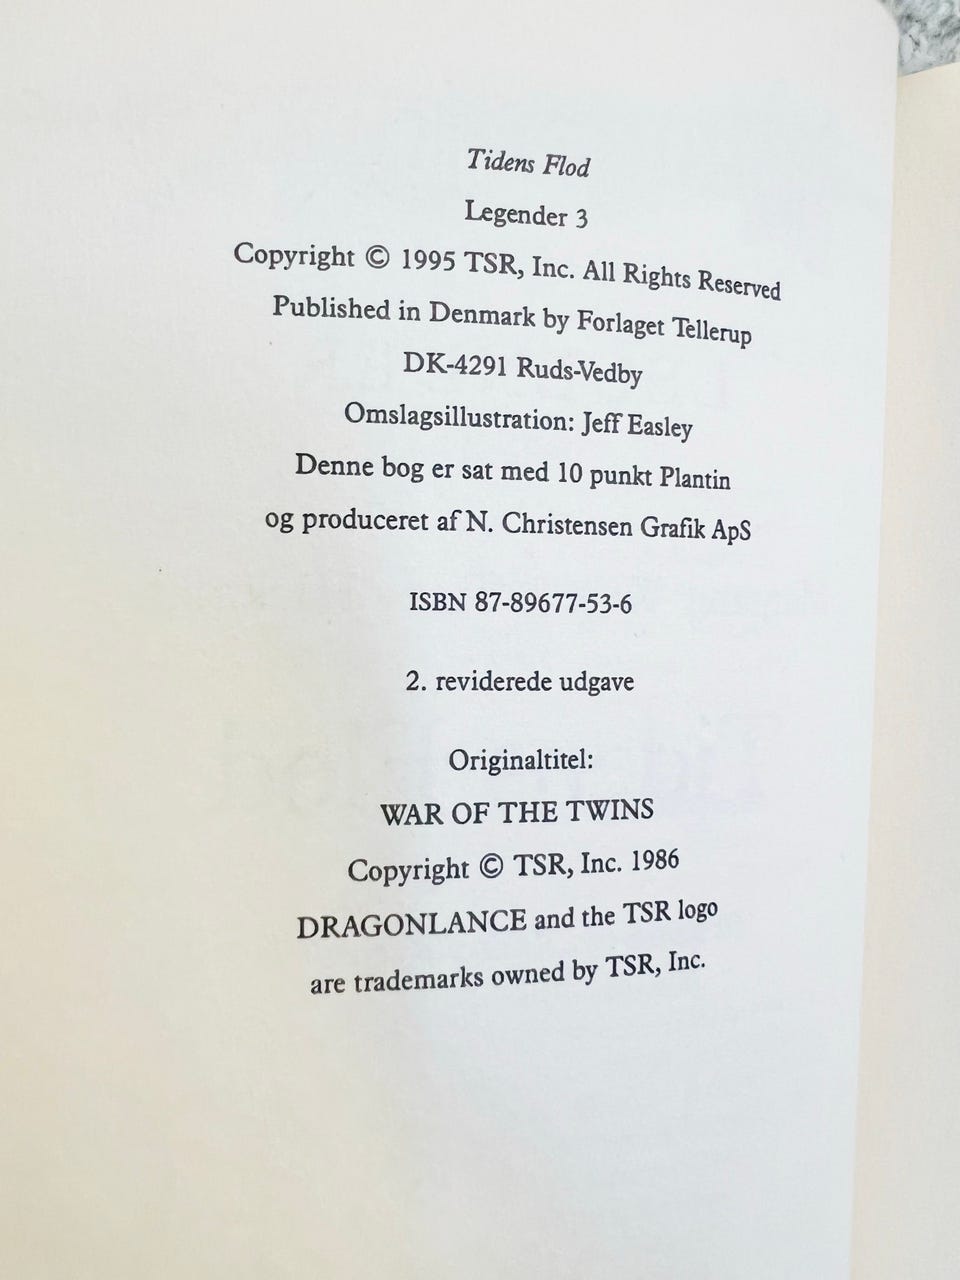 Tidens Flod
Legender 3
Copyright © 1995 TSR, Inc. All Rights Reserved
Published in Denmark by Forlaget Tellerup
DK-4291 Ruds-Vedby
Omslagsillustration: Jeff Easley
Denne bog er sat med 10 punkt Plantin
og produceret af N. Christensen Grafik ApS
ISBN 87-89677-53-6
2. reviderede udgave
Originaltitel:
WAR OF THE TWINS
Copyright © TSR, Inc. 1986
DRAGONLANCE and the TSR logo
are trademarks owned by TSR, Inc.